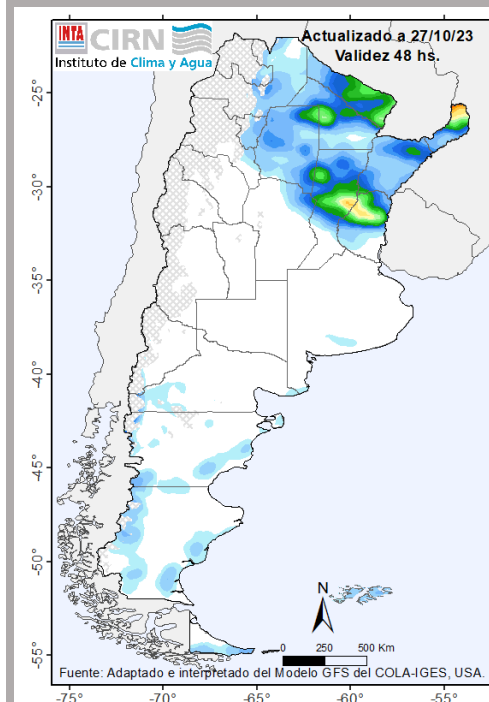 INTA CIRN
Instituto de Clima y Agua
Actualizado a 27/10/23
Validez 48 hs.
-25°
-30°
-35°
-40°
-45°
-50°
-55°
N
0 250 500 Km
Fuente: Adaptado e interpretado del Modelo GFS del COLA-IGES, USA.
-75° -70° -65° -60° -55°